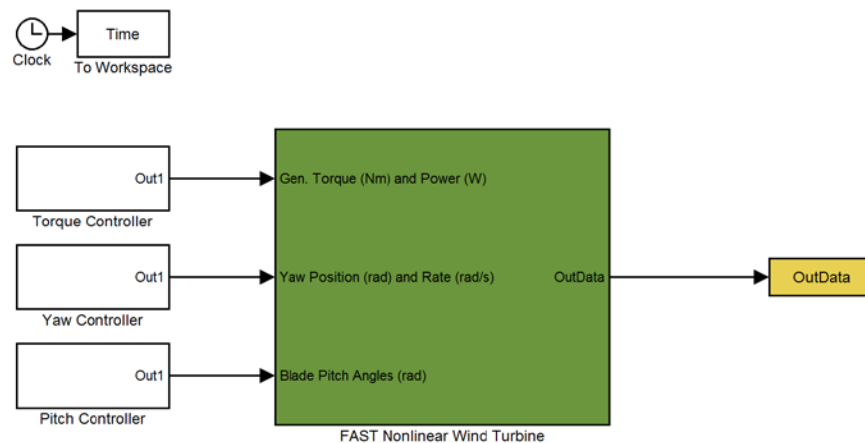 Time
Clock
To Workspace
Out1
Gen. Torque (Nm) and Power (W)
Torque Controller
Out1
Yaw Position (rad) and Rate (rad/s)
OutData
OutData
Yaw Controller
Out1
Blade Pitch Angles (rad)
Pitch Controller
FAST Nonlinear Wind Turbine